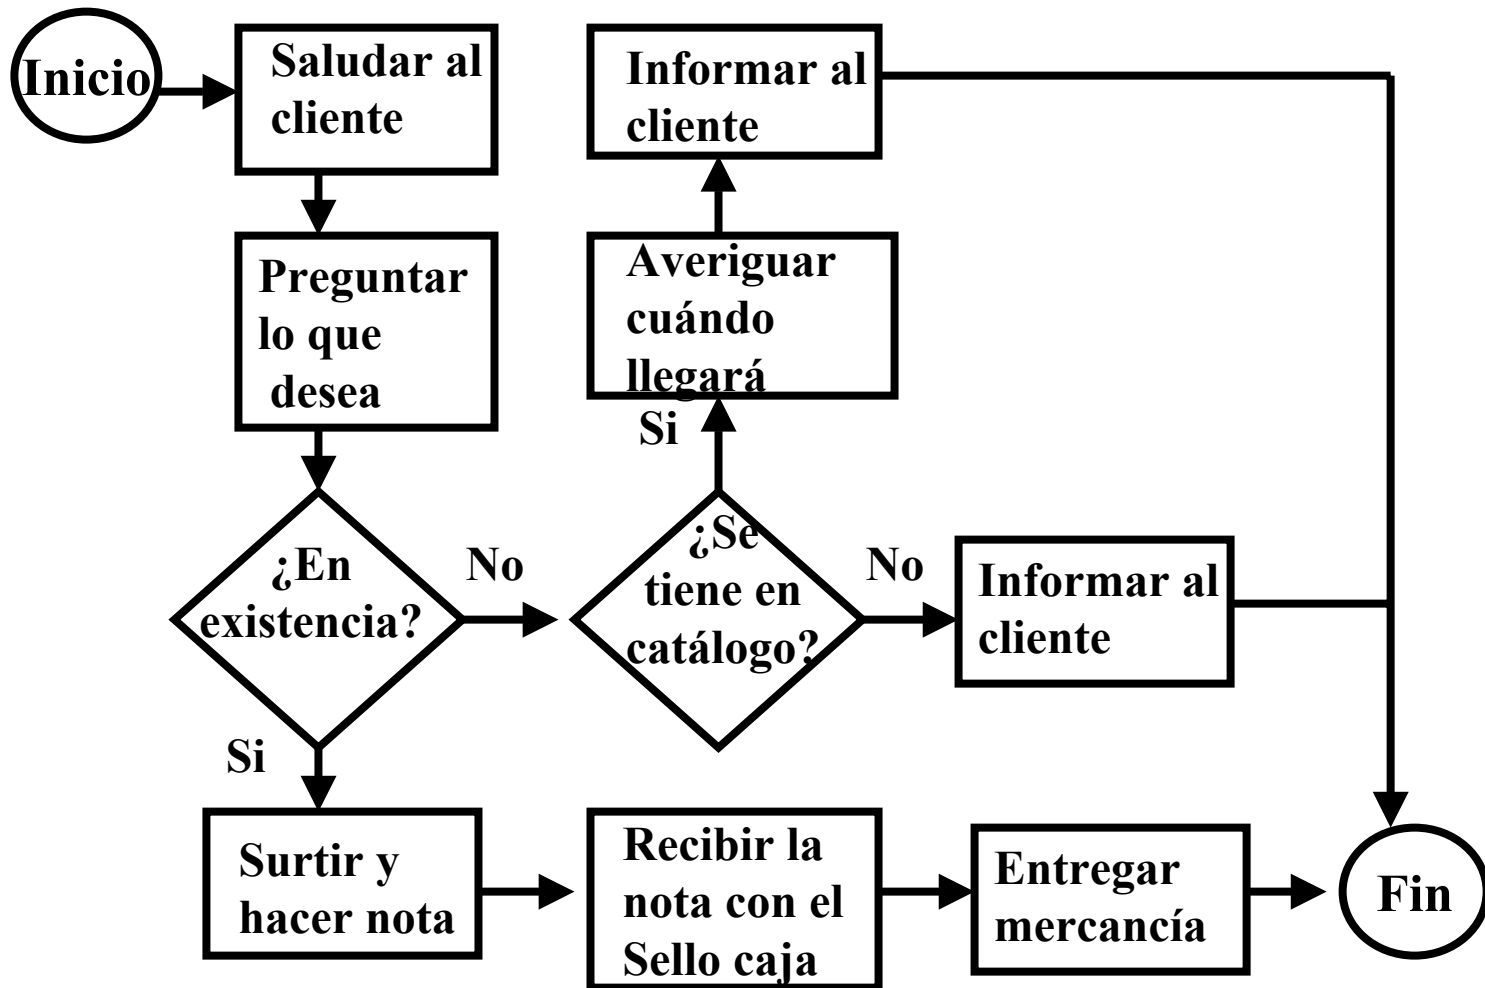 Inicio
Saludar al
cliente
Preguntar
lo que
desea
¿En
existencia?
No
Si
¿Se
tiene en
catálogo?
Si
Averiguar
cuándo
llegará
Informar al
cliente
No
Informar al
cliente
Surtir y
hacer nota
Recibir la
nota con el
Sello caja
Entregar
mercancía
Fin